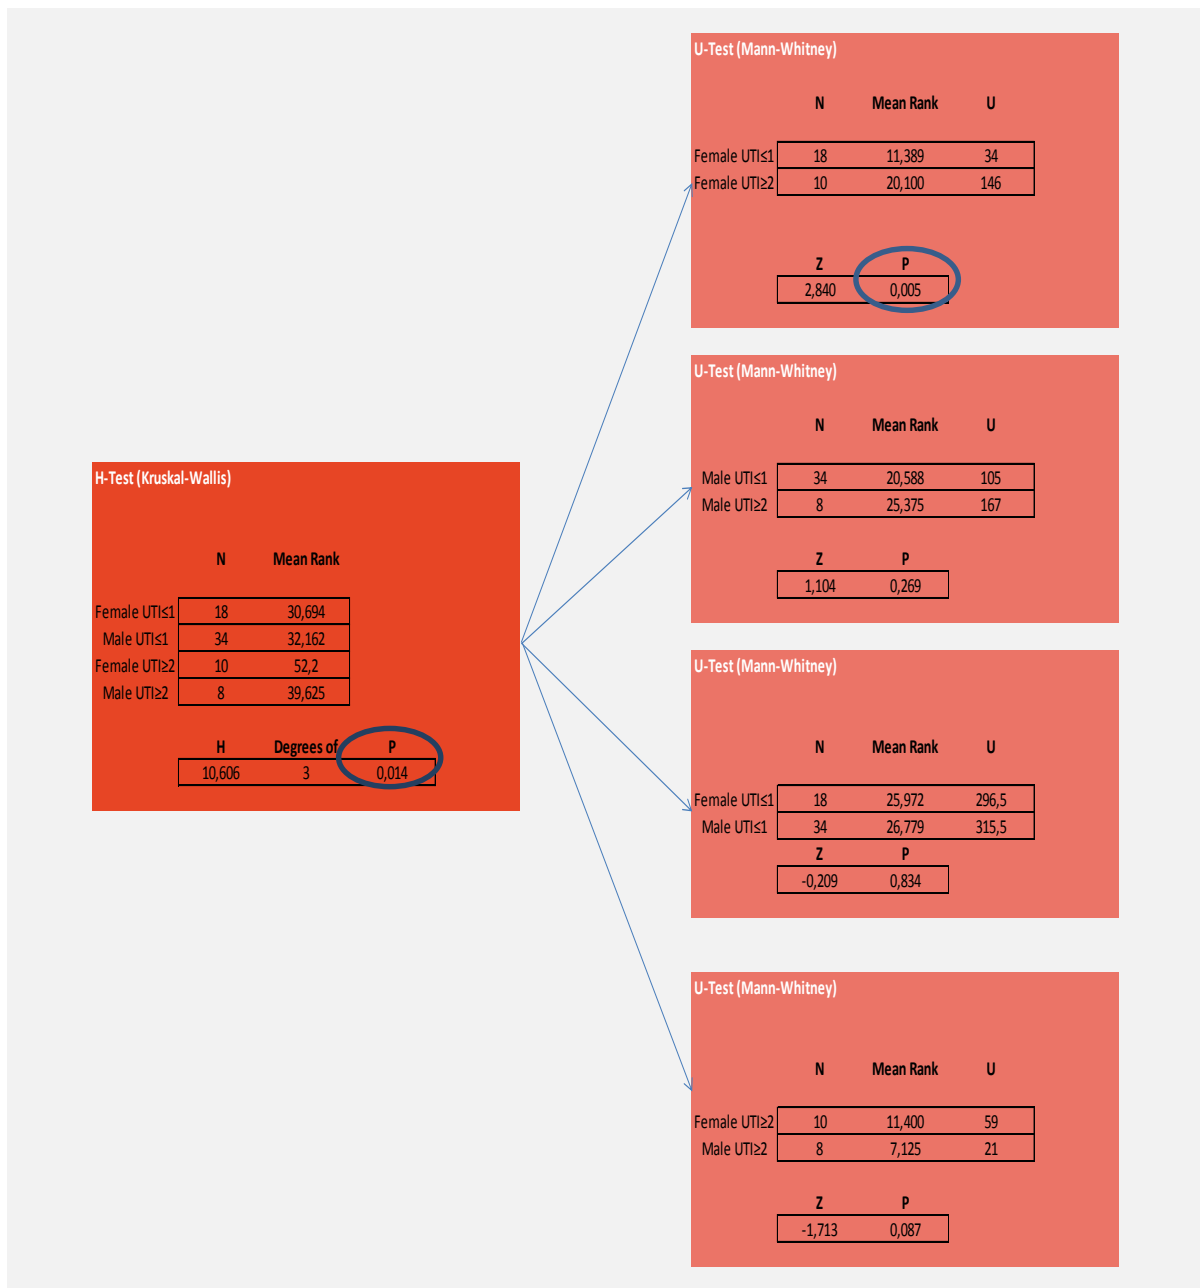 U-Test (Mann-Whitney)
N Mean Rank U
Female UTI≤1 18 11,389 34
Female UTI≥2 10 20,100 146
Z P
2,840 0,005
U-Test (Mann-Whitney)
N Mean Rank U
Male UTI≤1 34 20,588 105
Male UTI≥2 8 25,375 167
Z P
1,104 0,269
H-Test (Kruskal-Wallis)
N Mean Rank
Female UTI≤1 18 30,694
Male UTI≤1 34 32,162
Female UTI≥2 10 52,2
Male UTI≥2 8 39,625
H Degrees of P
10,606 3 0,014
U-Test (Mann-Whitney)
N Mean Rank U
Female UTI≤1 18 25,972 296,5
Male UTI≤1 34 26,779 315,5
Z P
-0,209 0,834
U-Test (Mann-Whitney)
N Mean Rank U
Female UTI≥2 10 11,400 59
Male UTI≥2 8 7,125 21
Z P
-1,713 0,087